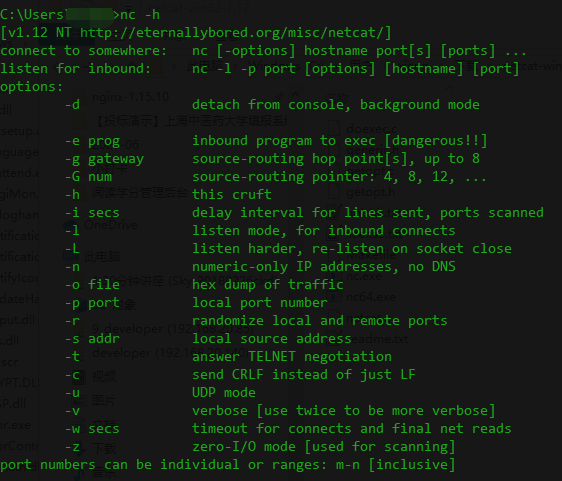 C:\Users\ >nc -h
[v1.12 NT http://eternallybored.org/misc/netcat/]
connect to somewhere: nc [-options] hostname port[s] [ports] ...
listen for inbound: nc -l -p port [options] [hostname] [port]
options:
-d detach from console, background mode
-e prog inbound program to exec [dangerous!!]
-g gateway source-routing hop point[s], up to 8
-G num source-routing pointer: 4, 8, 12, ...
-h this cruft
-i secs delay interval for lines sent, ports scanned
-l listen mode, for inbound connects
-L listen harder, re-listen on socket close
-n numeric-only IP addresses, no DNS
-o file hex dump of traffic
-p port local port number
-r randomize local and remote ports
-s addr local source address
-t answer TELNET negotiation
-c send CRLF instead of just LF
-u UDP mode
-v verbose [use twice to be more verbose]
-w secs timeout for connects and final net reads
-z zero-I/O mode [used for scanning]
port numbers can be individual or ranges: m-n [inclusive]